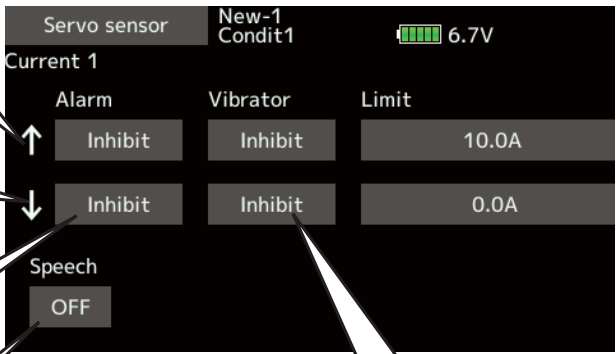 Servo sensor
New-1
Condit1
6.7V
Current 1
Alarm Vibrator Limit
↑ Inhibit Inhibit 10.0A
↓ Inhibit Inhibit 0.0A
Speech
OFF